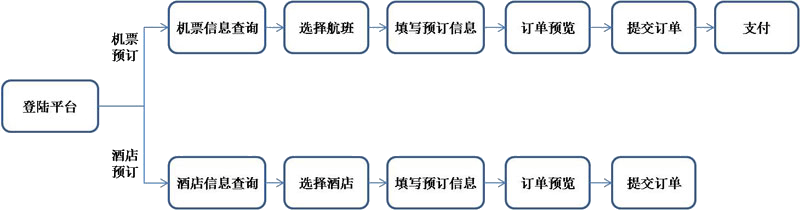 机票
预订
机票信息查询
选择航班
填写预订信息
订单预览
提交订单
支付
登陆平台
酒店
预订
酒店信息查询
选择酒店
填写预订信息
订单预览
提交订单